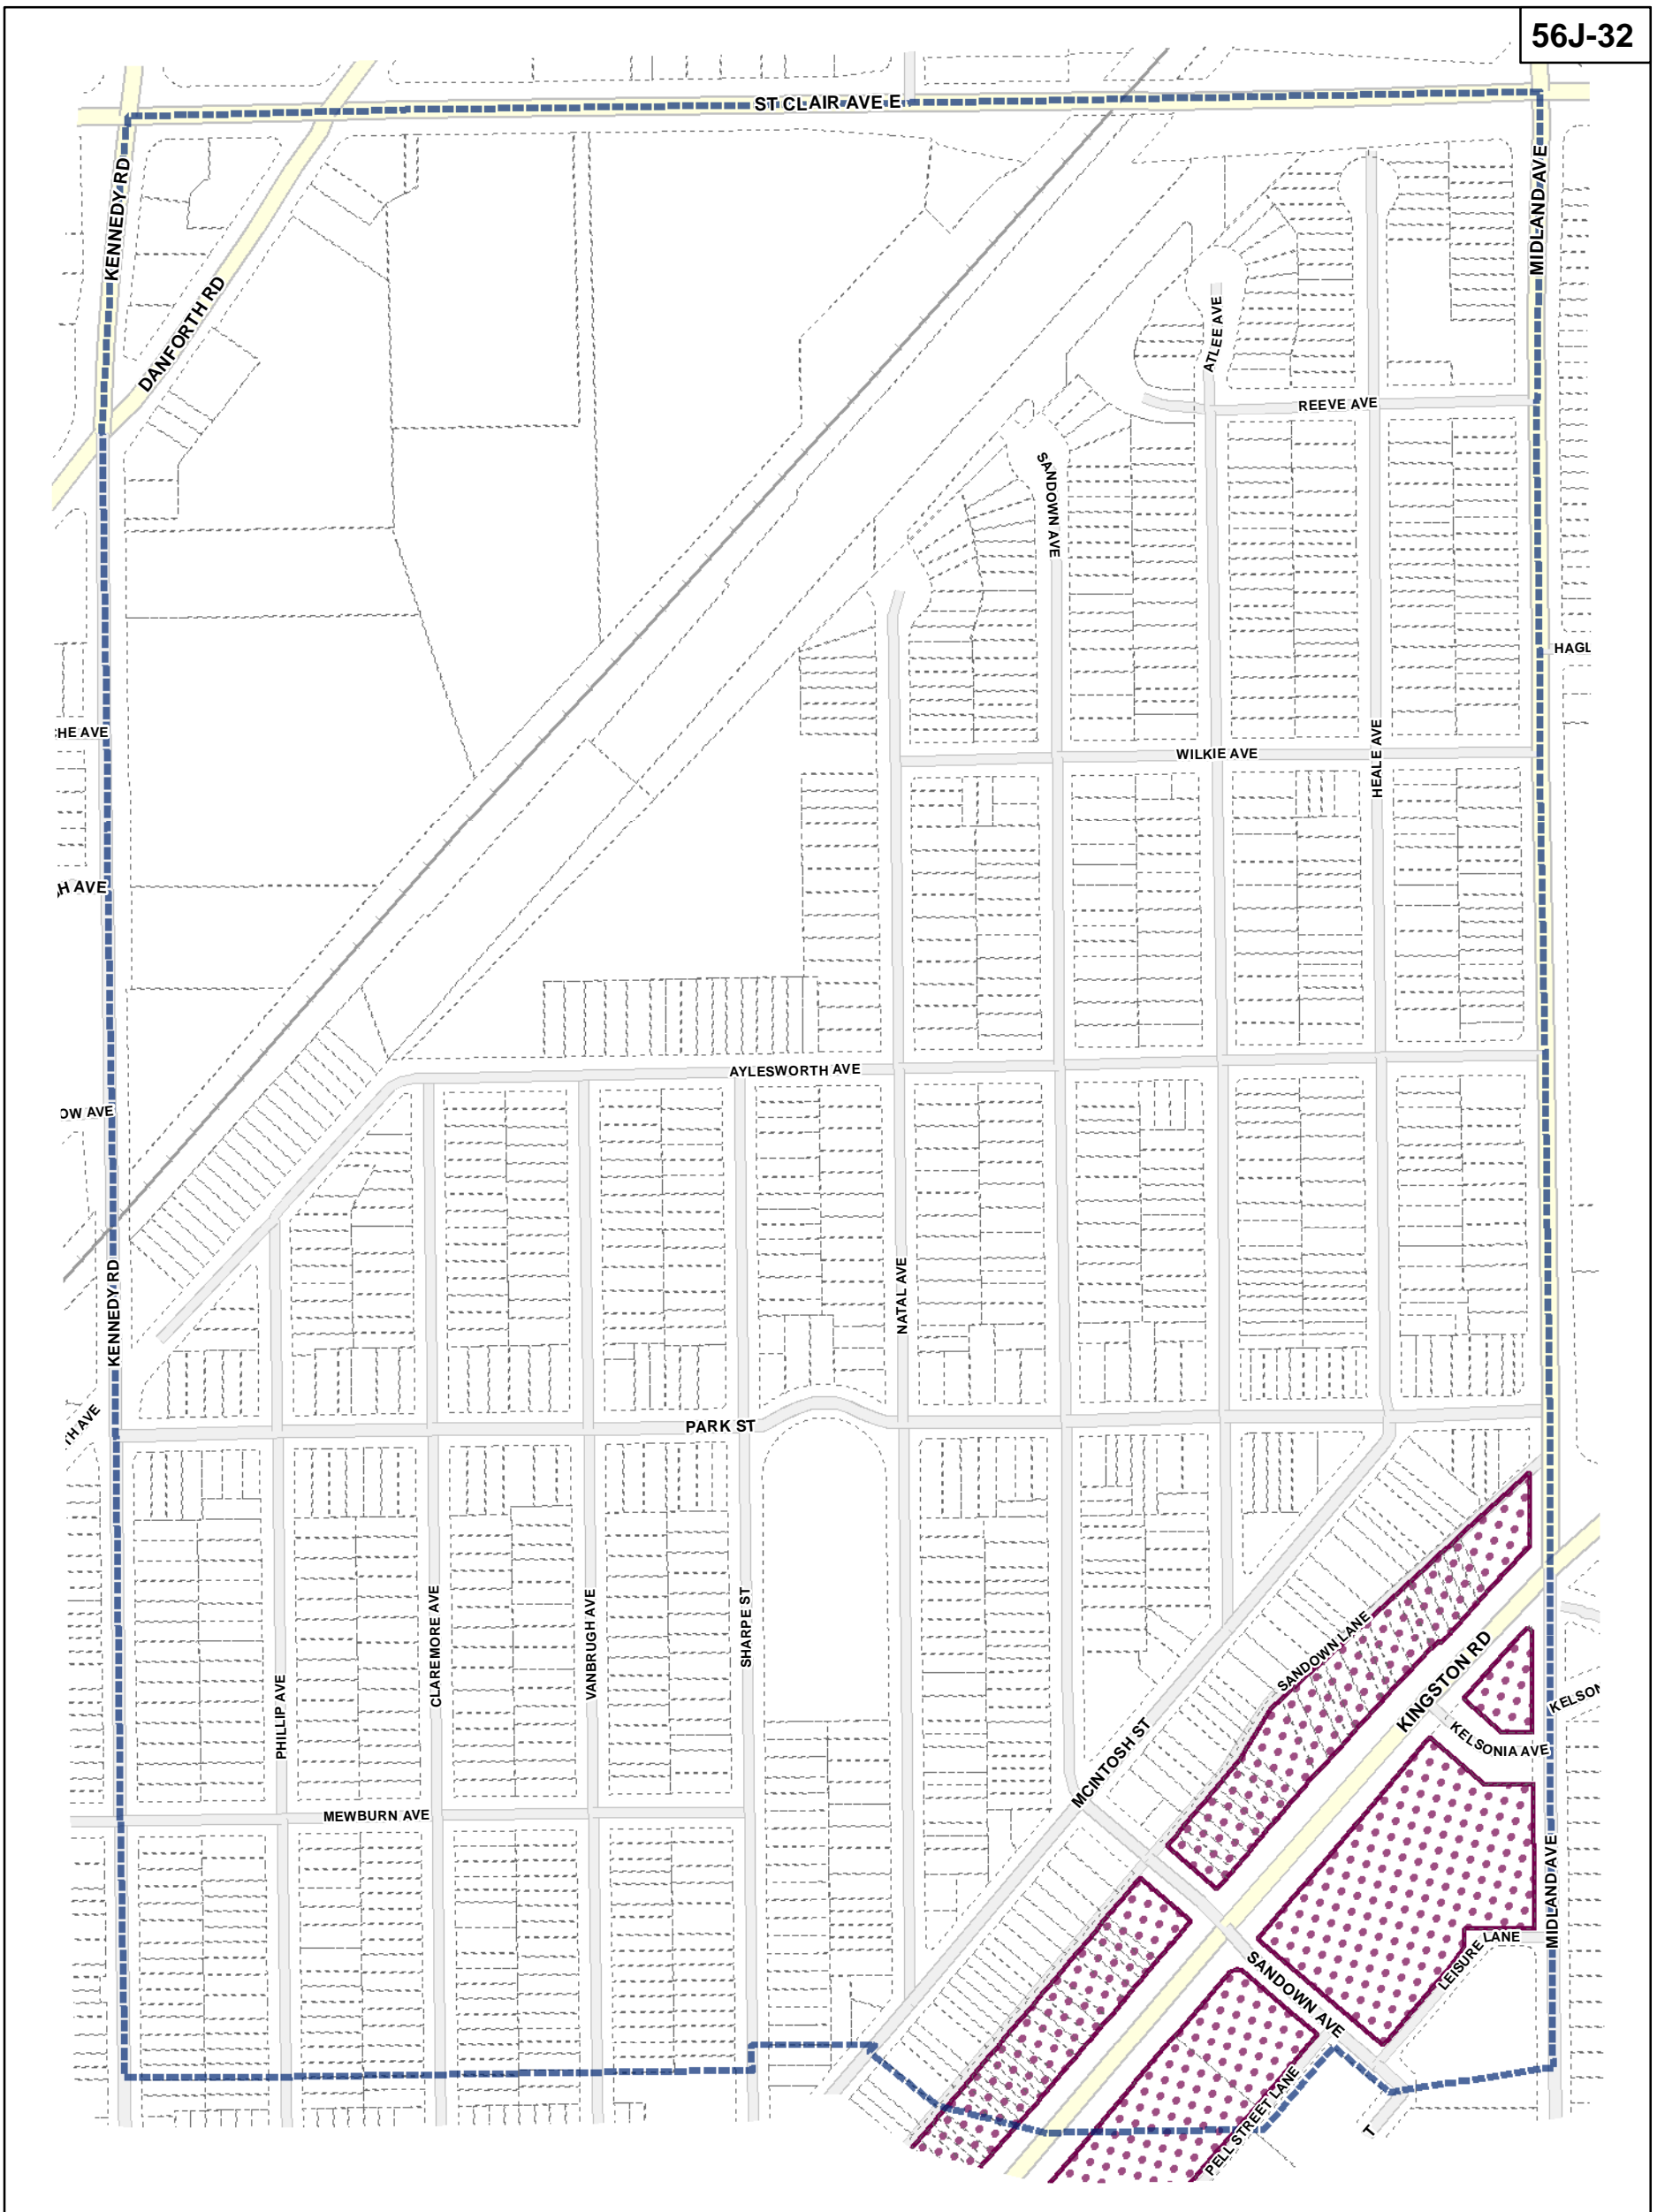 56J-32
ST CLAIR AVE E
KENNEDY RD
MIDLAND AVE
DANFORTH RD
ATLEE AVE
REEVE AVE
SANDOWN AVE
HAGL
HE AVE
WILKIE AVE
HEALE AVE
H AVE
AYLESWORTH AVE
OW AVE
NATAL AVE
KENNEDY RD
TH AVE
PARK ST
CLAREMORE AVE
VANBRUGH AVE
SHARPE ST
SANDOWN LANE
KINGSTON RD
KELSON
PHILLIP AVE
MCINTOSH ST
KELSONIA AVE
MEWBURN AVE
MIDLAND AVE
LEISURE LANE
SANDOWN AVE
PELL STREET LANE
T